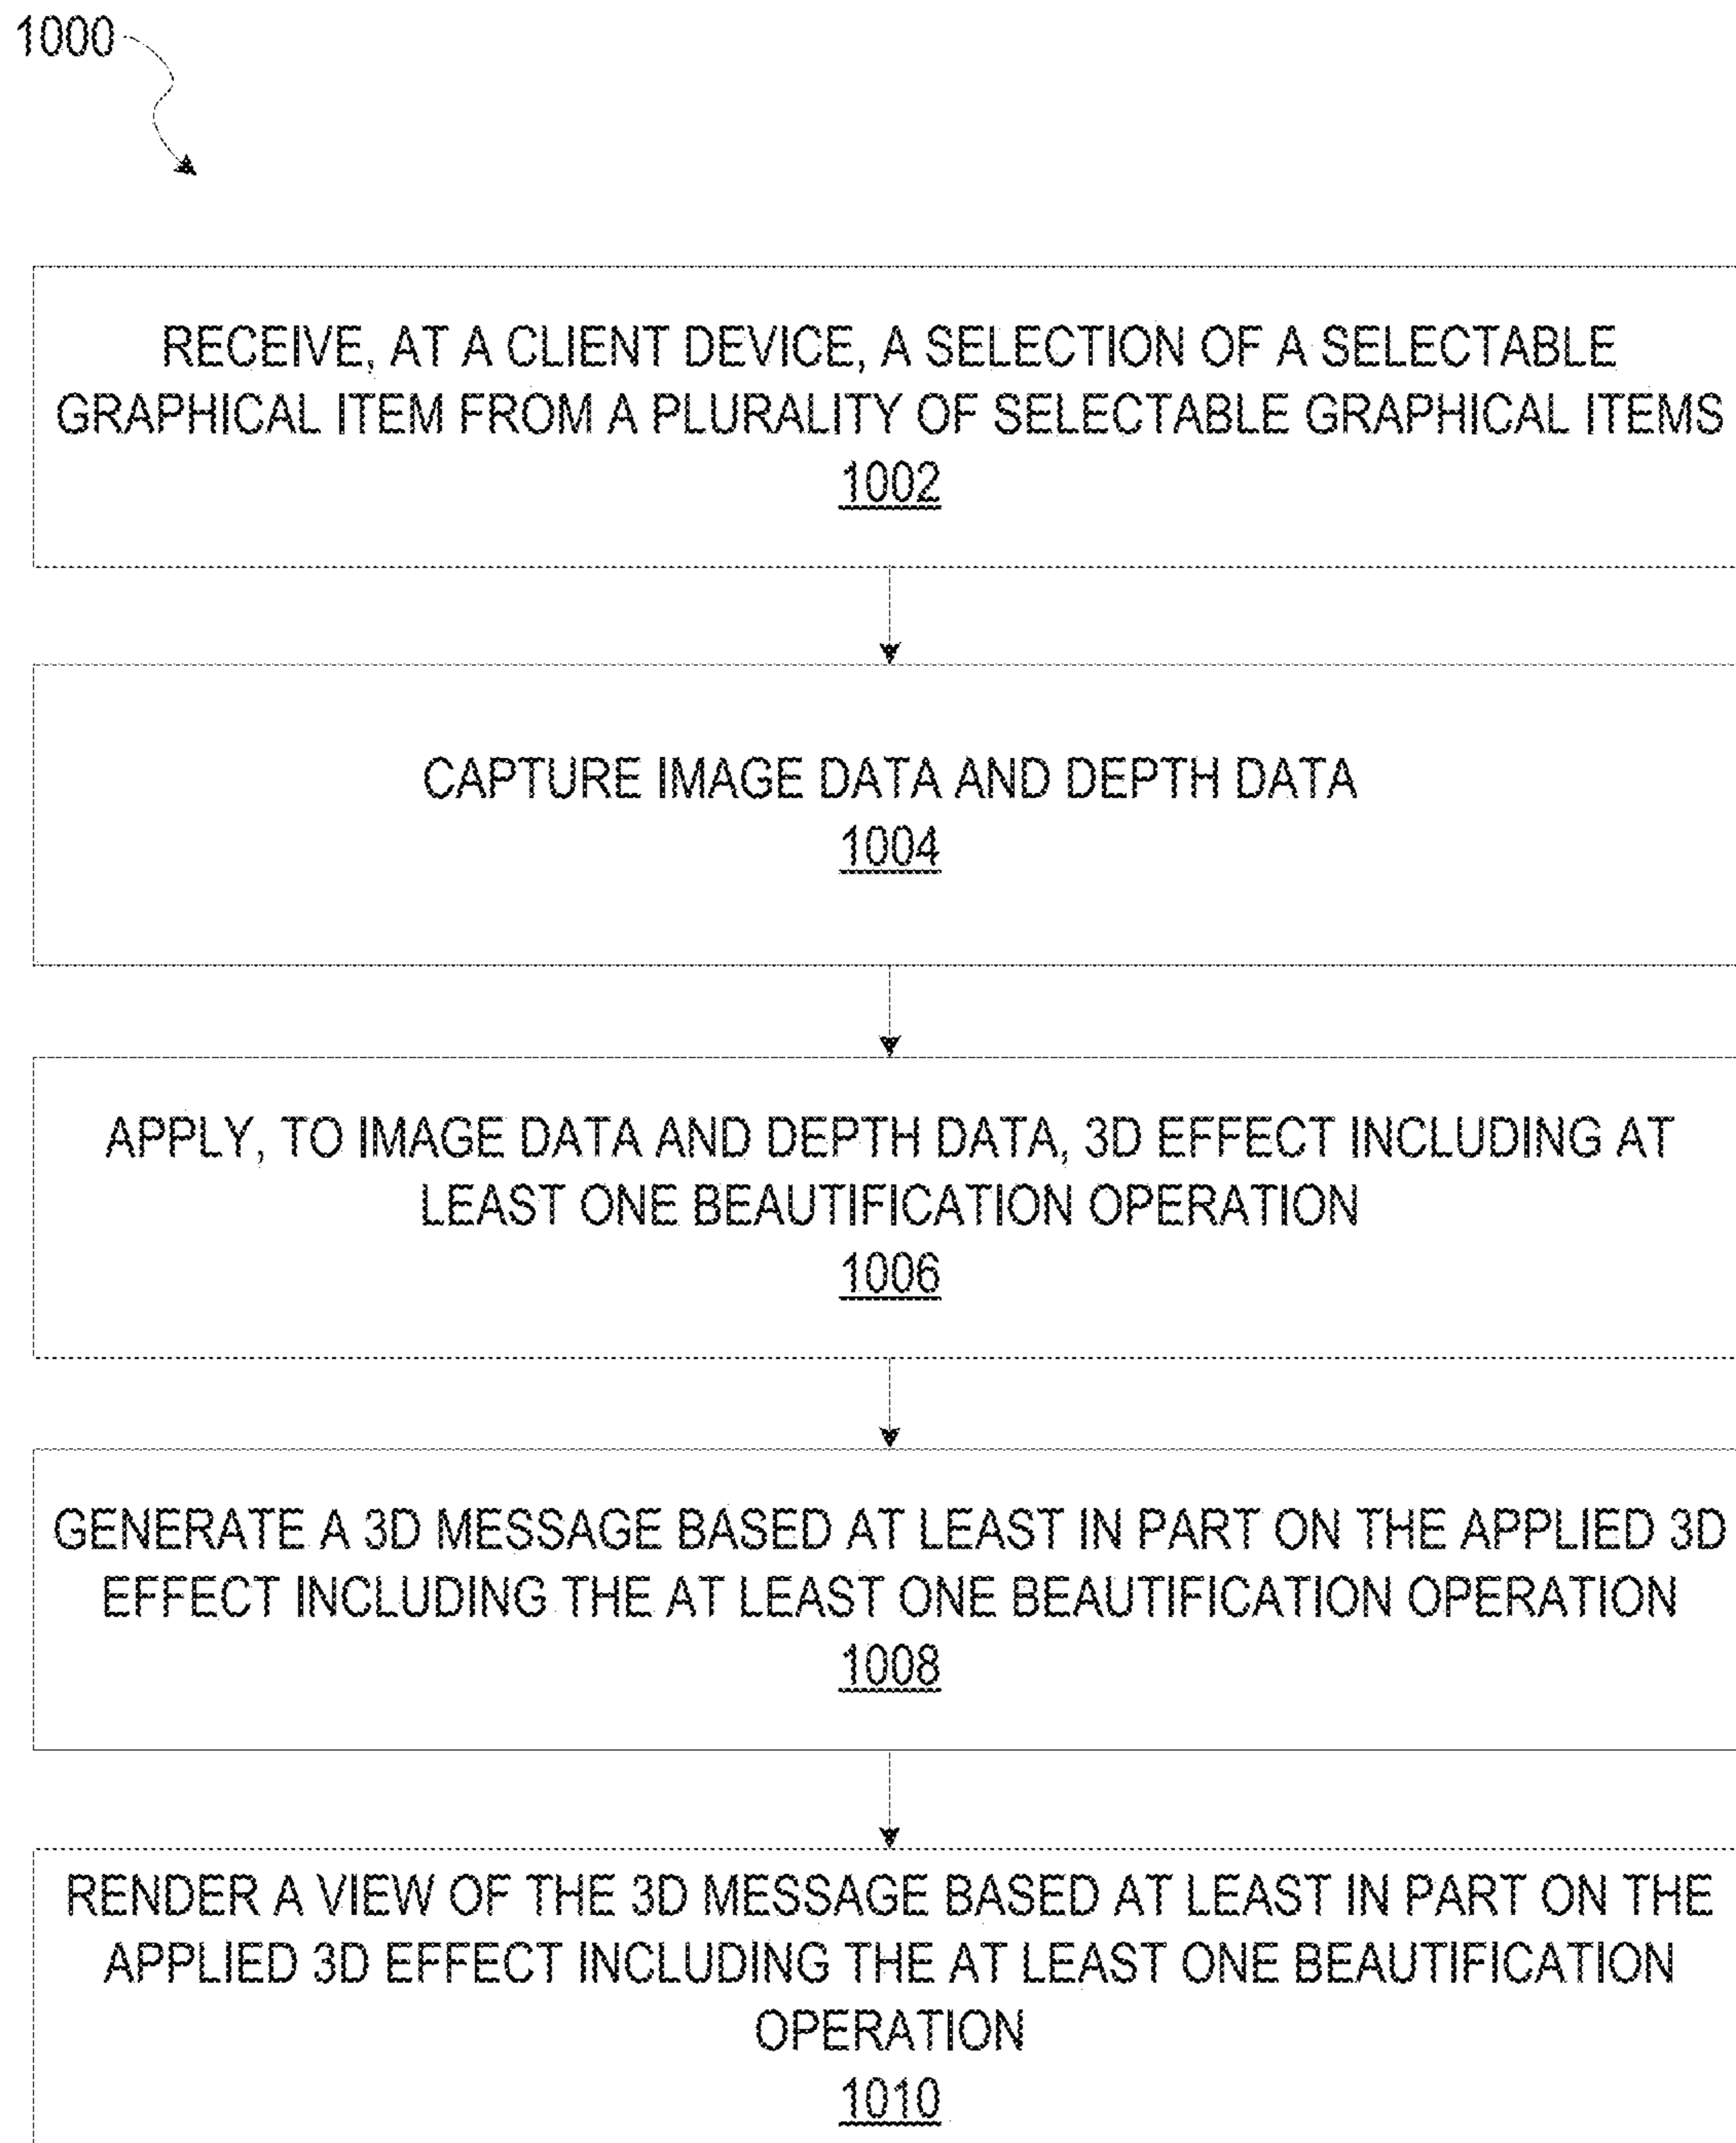 1000
RECEIVE, AT A CLIENT DEVICE, A SELECTION OF A SELECTABLE
GRAPHICAL ITEM FROM A PLURALITY OF SELECTABLE GRAPHICAL ITEMS
1002
CAPTURE IMAGE DATA AND DEPTH DATA
1004
APPLY, TO IMAGE DATA AND DEPTH DATA, 3D EFFECT INCLUDING AT
LEAST ONE BEAUTIFICATION OPERATION
1006
GENERATE A 3D MESSAGE BASED AT LEAST IN PART ON THE APPLIED 3D
EFFECT INCLUDING THE AT LEAST ONE BEAUTIFICATION OPERATION
1008
RENDER A VIEW OF THE 3D MESSAGE BASED AT LEAST IN PART ON THE
APPLIED 3D EFFECT INCLUDING THE AT LEAST ONE BEAUTIFICATION
OPERATION
1010